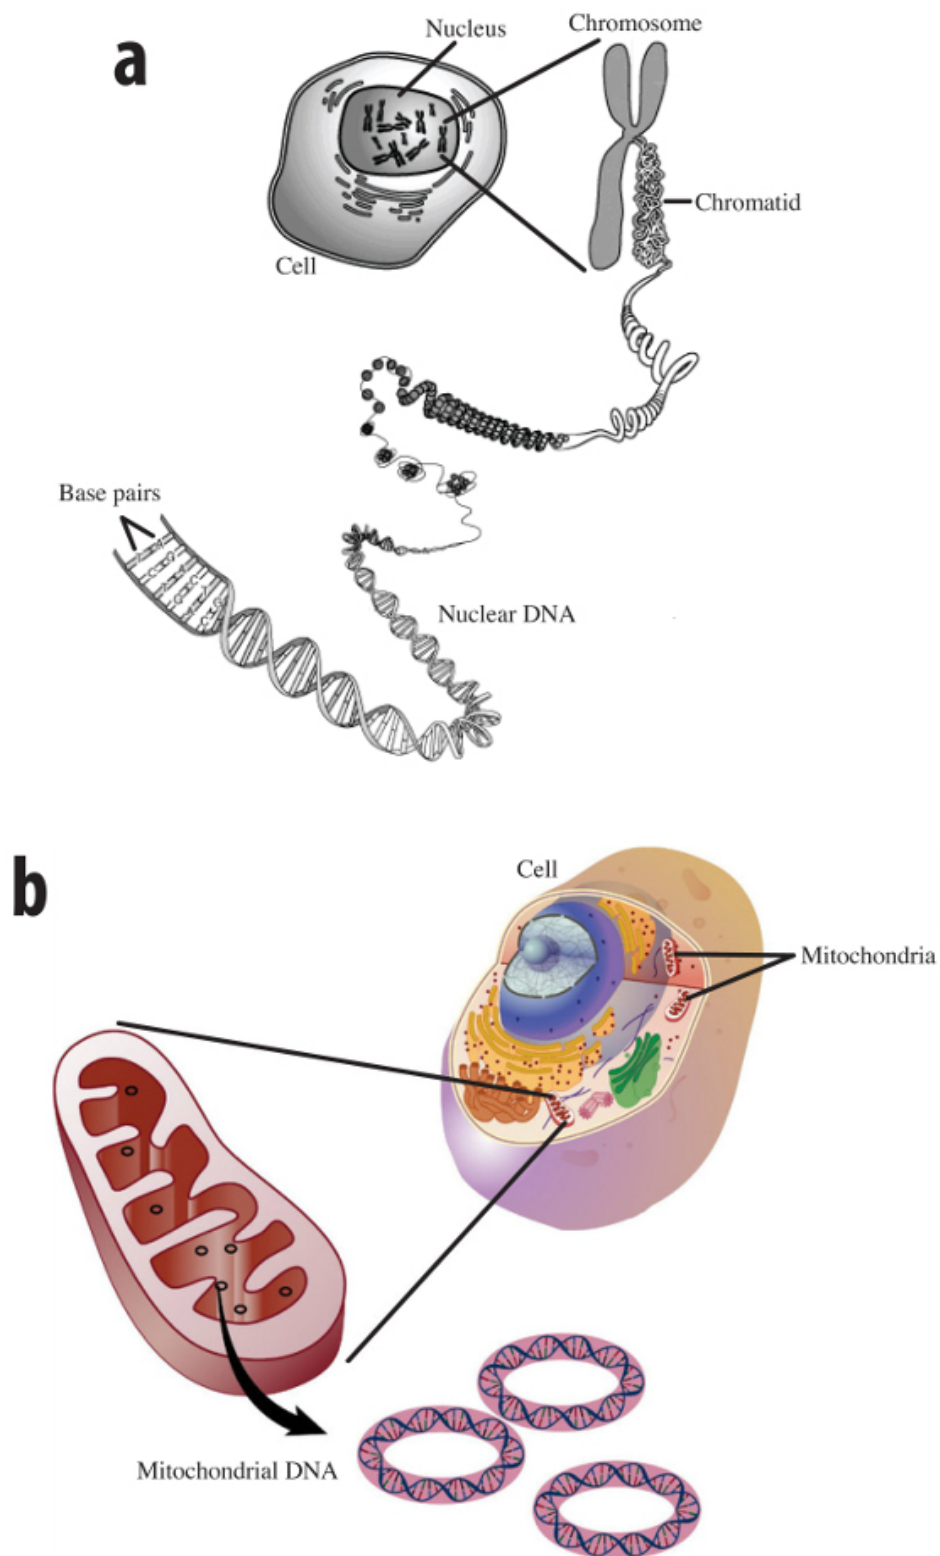 a
Nucleus
Chromosome
Chromatid
Cell
Base pairs
Nuclear DNA
b
Cell
Mitochondria
Mitochondrial DNA